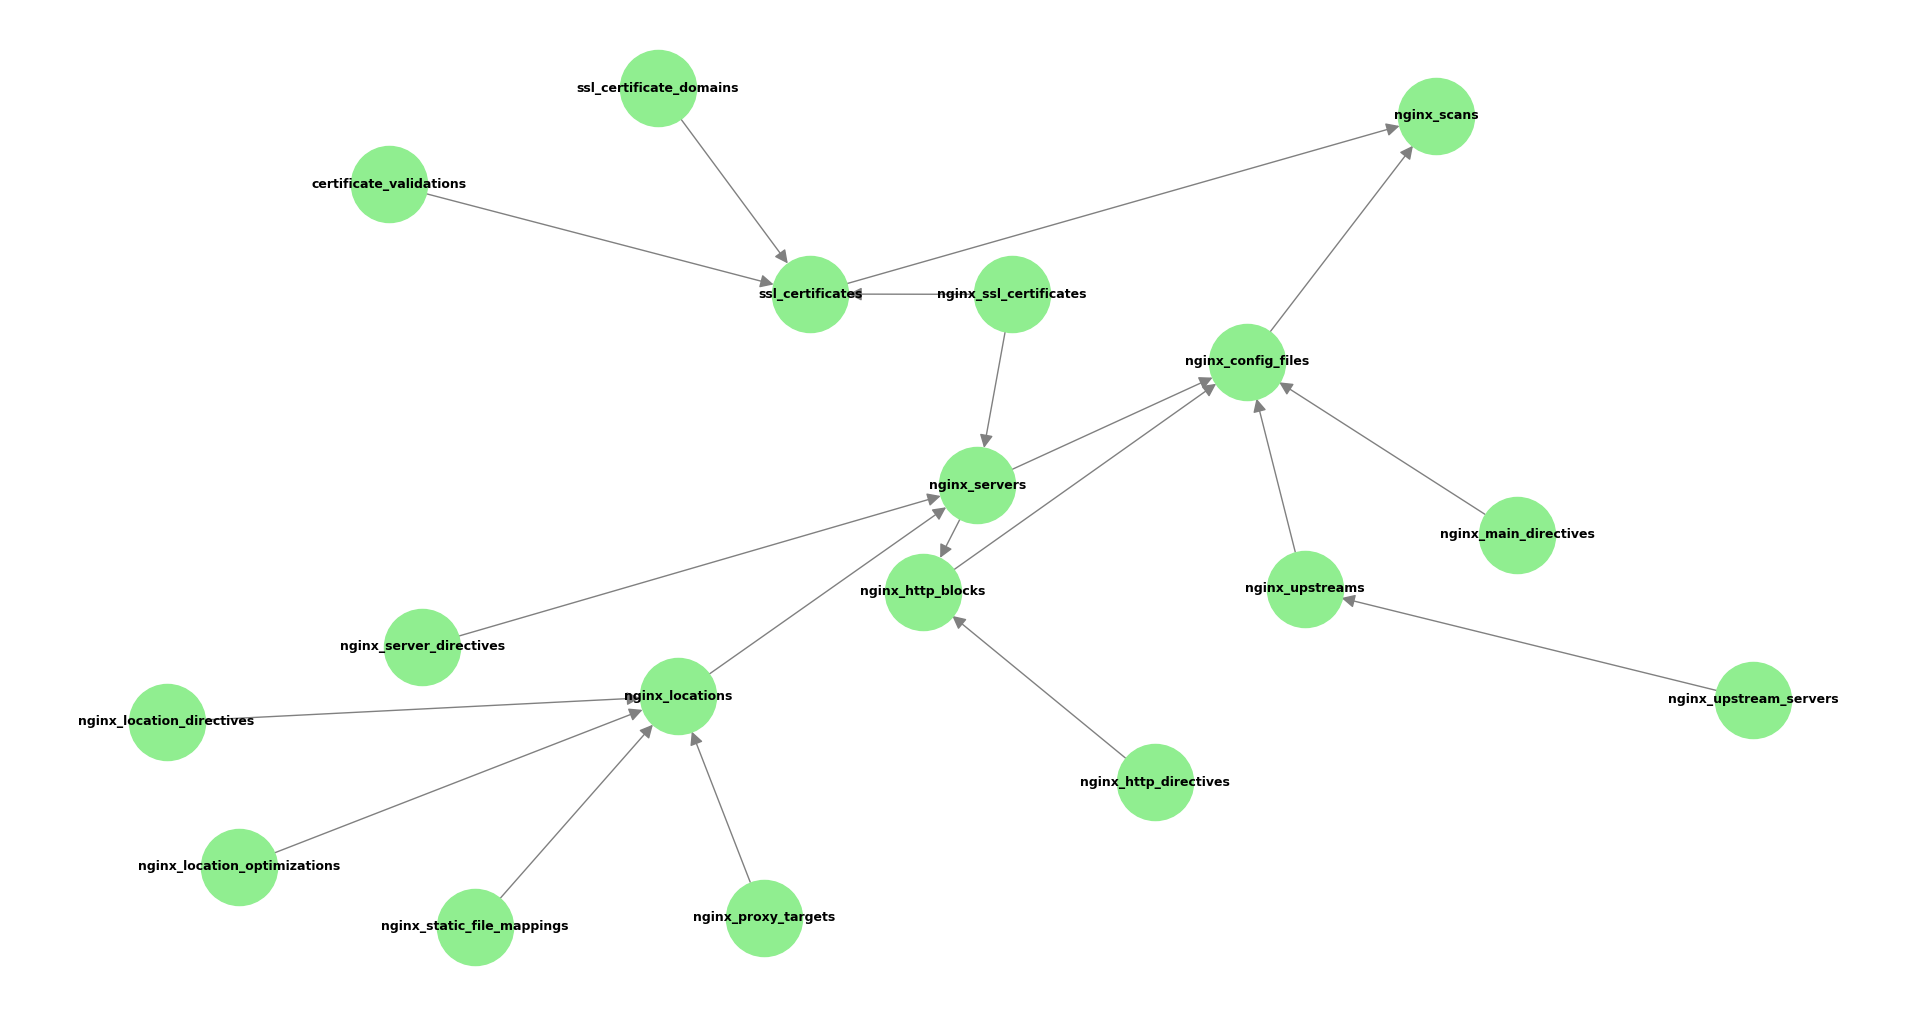 ssl_certificate_domains
nginx_scans
certificate_validations
ssl_certificates
nginx_ssl_certificates
nginx_config_files
nginx_servers
nginx_main_directives
nginx_http_blocks
nginx_upstreams
nginx_server_directives
nginx_locations
nginx_upstream_servers
nginx_location_directives
nginx_http_directives
nginx_location_optimizations
nginx_proxy_targets
nginx_static_file_mappings